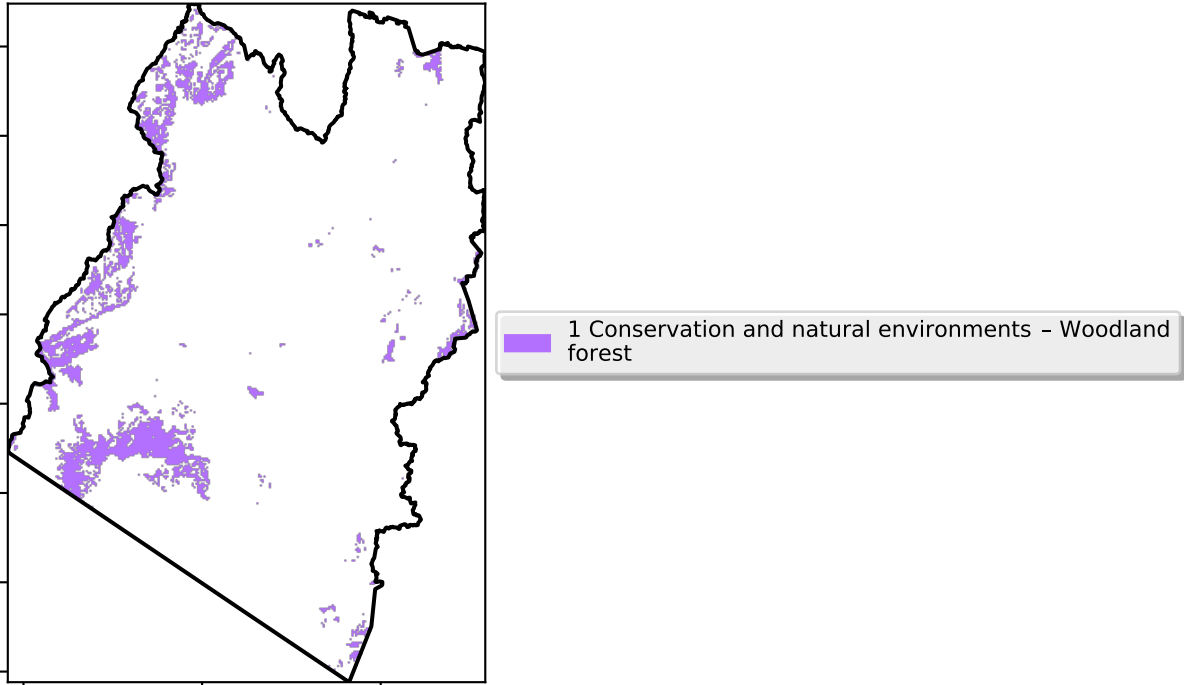 1 Conservation and natural environments – Woodland
forest